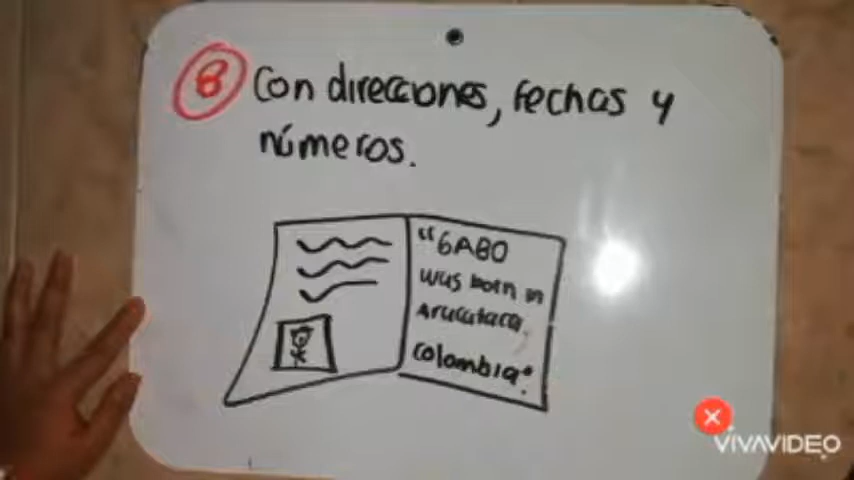 8 Con direcciones, fechas y
números.
"GABO
was born in
Aracataca,
Colombia".
VIVAVIDEO